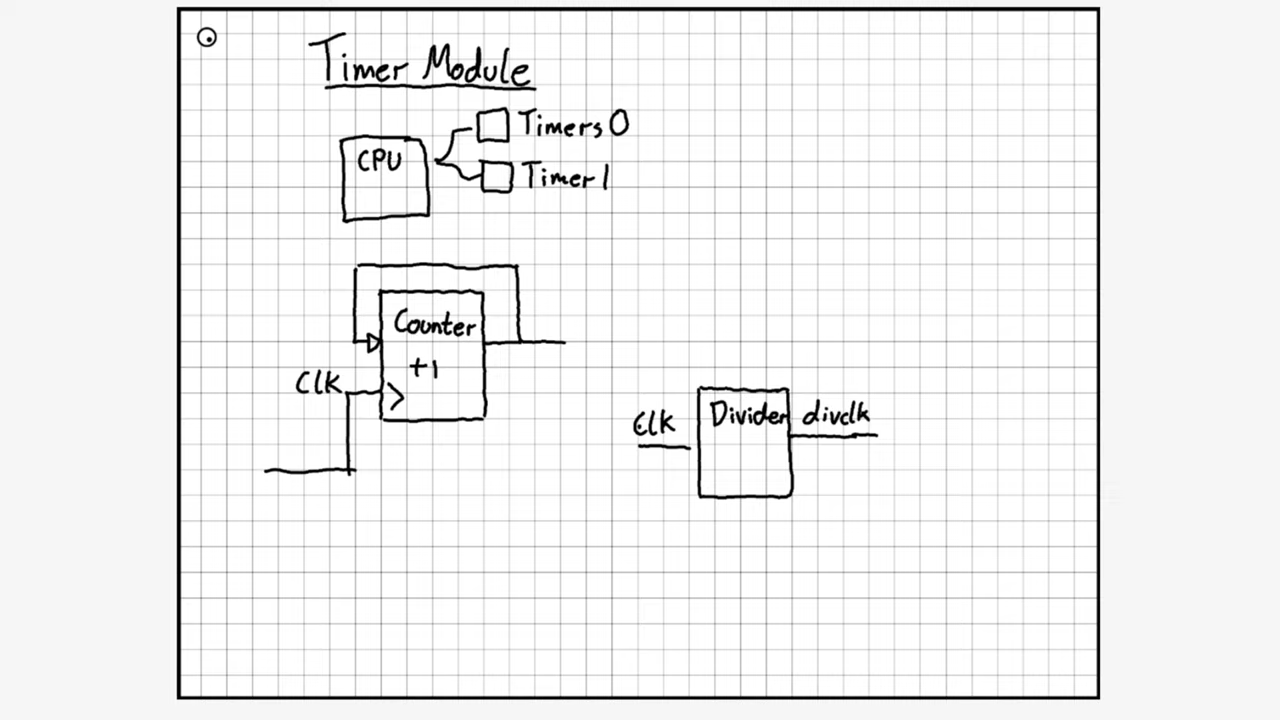 Timer Module
CPU
Timers 0
Timer 1
Counter
+1
Clk
Clk
Divider
divclk